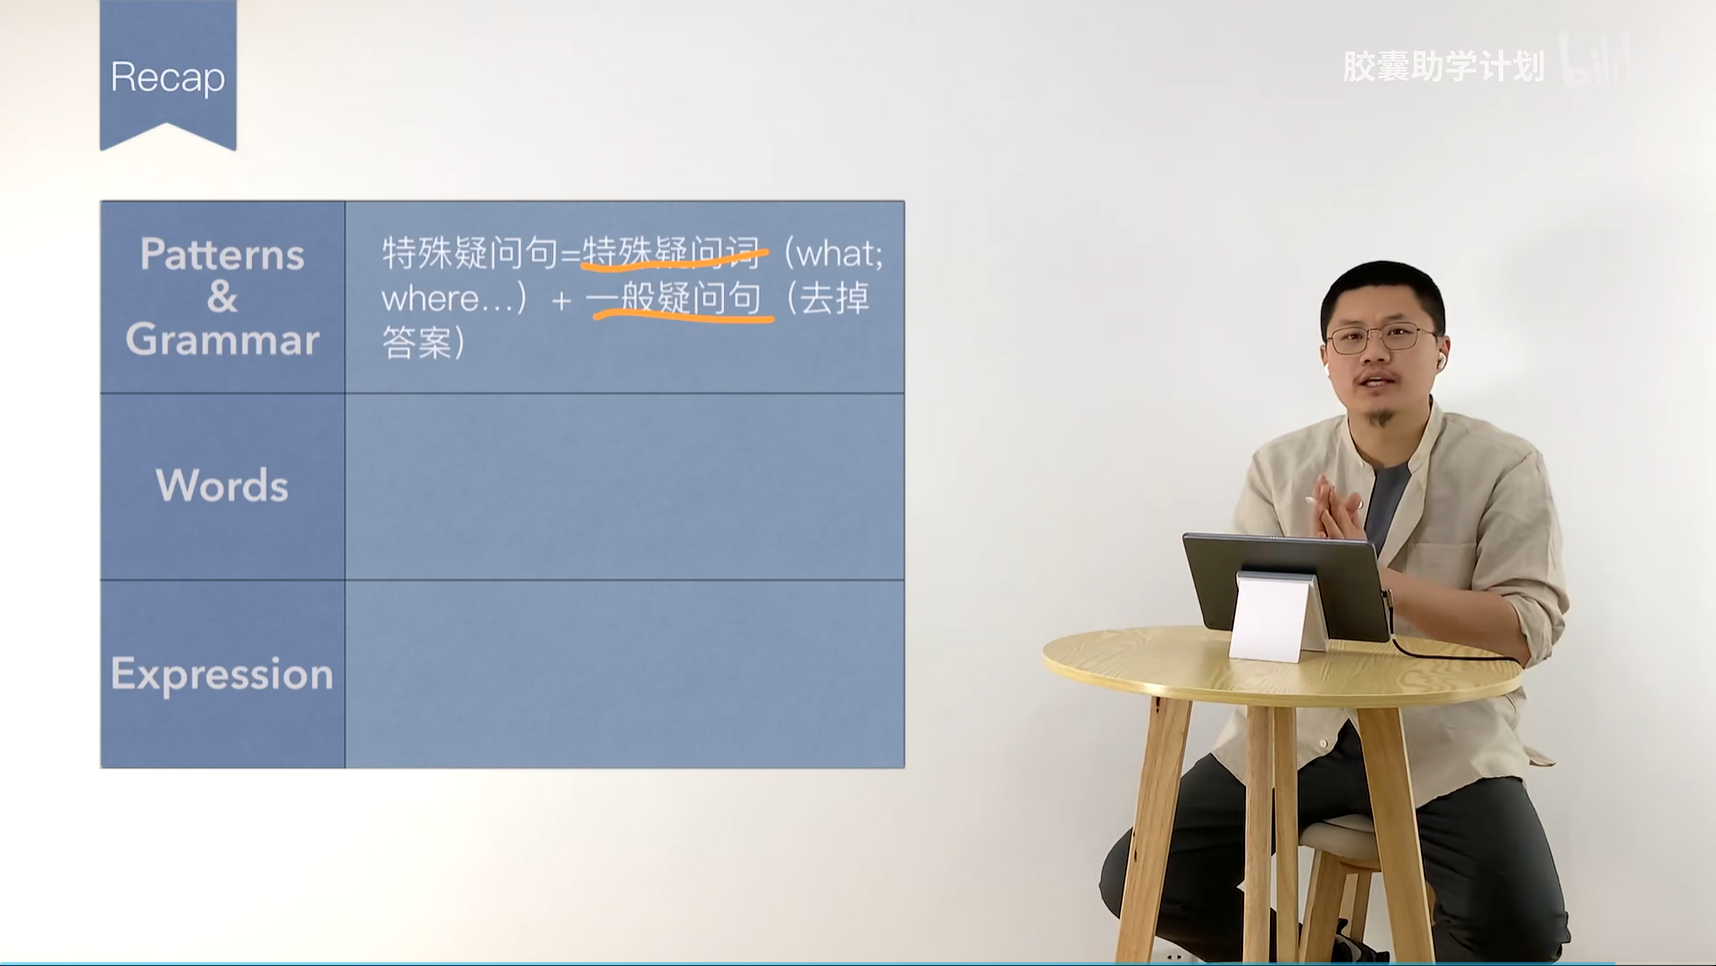 Recap
胶囊助学计划 bili
Patterns
&
Grammar
特殊疑问句=特殊疑问词（what;
where...）+ 一般疑问句（去掉
答案）
Words
Expression